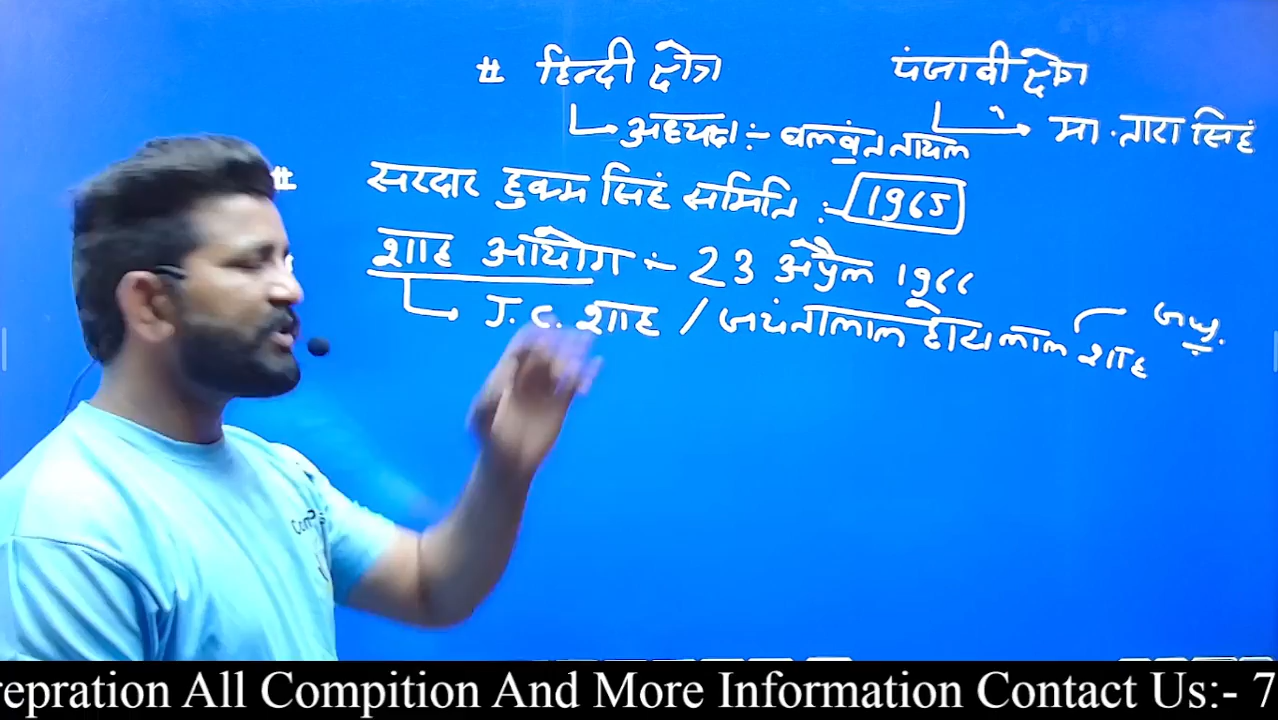 # हिन्दी क्षेत्र पंजाबी क्षेत्र
अध्यक्ष :- बलवंत तायल मा. तारा सिंह
# सरदार हुकम सिंह समिति :- 1965
शाह आयोग :- 23 अप्रैल 1966
J. C. शाह / जयंतीलाल छोटालाल शाह
repration All Compition And More Information Contact Us:- 7